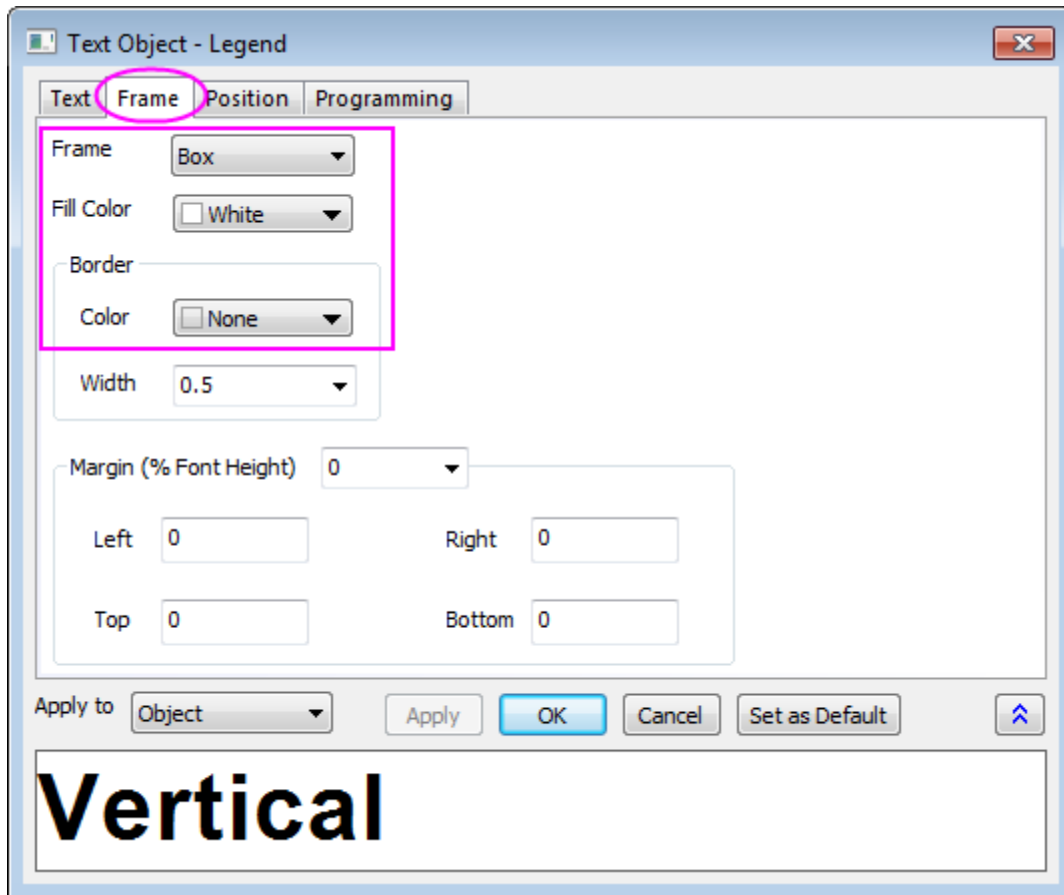 Text Object - Legend
Text Frame Position Programming
Frame Box
Fill Color White
Border
Color None
Width 0.5
Margin (% Font Height) 0
Left 0 Right 0
Top 0 Bottom 0
Apply to Object Apply OK Cancel Set as Default
Vertical